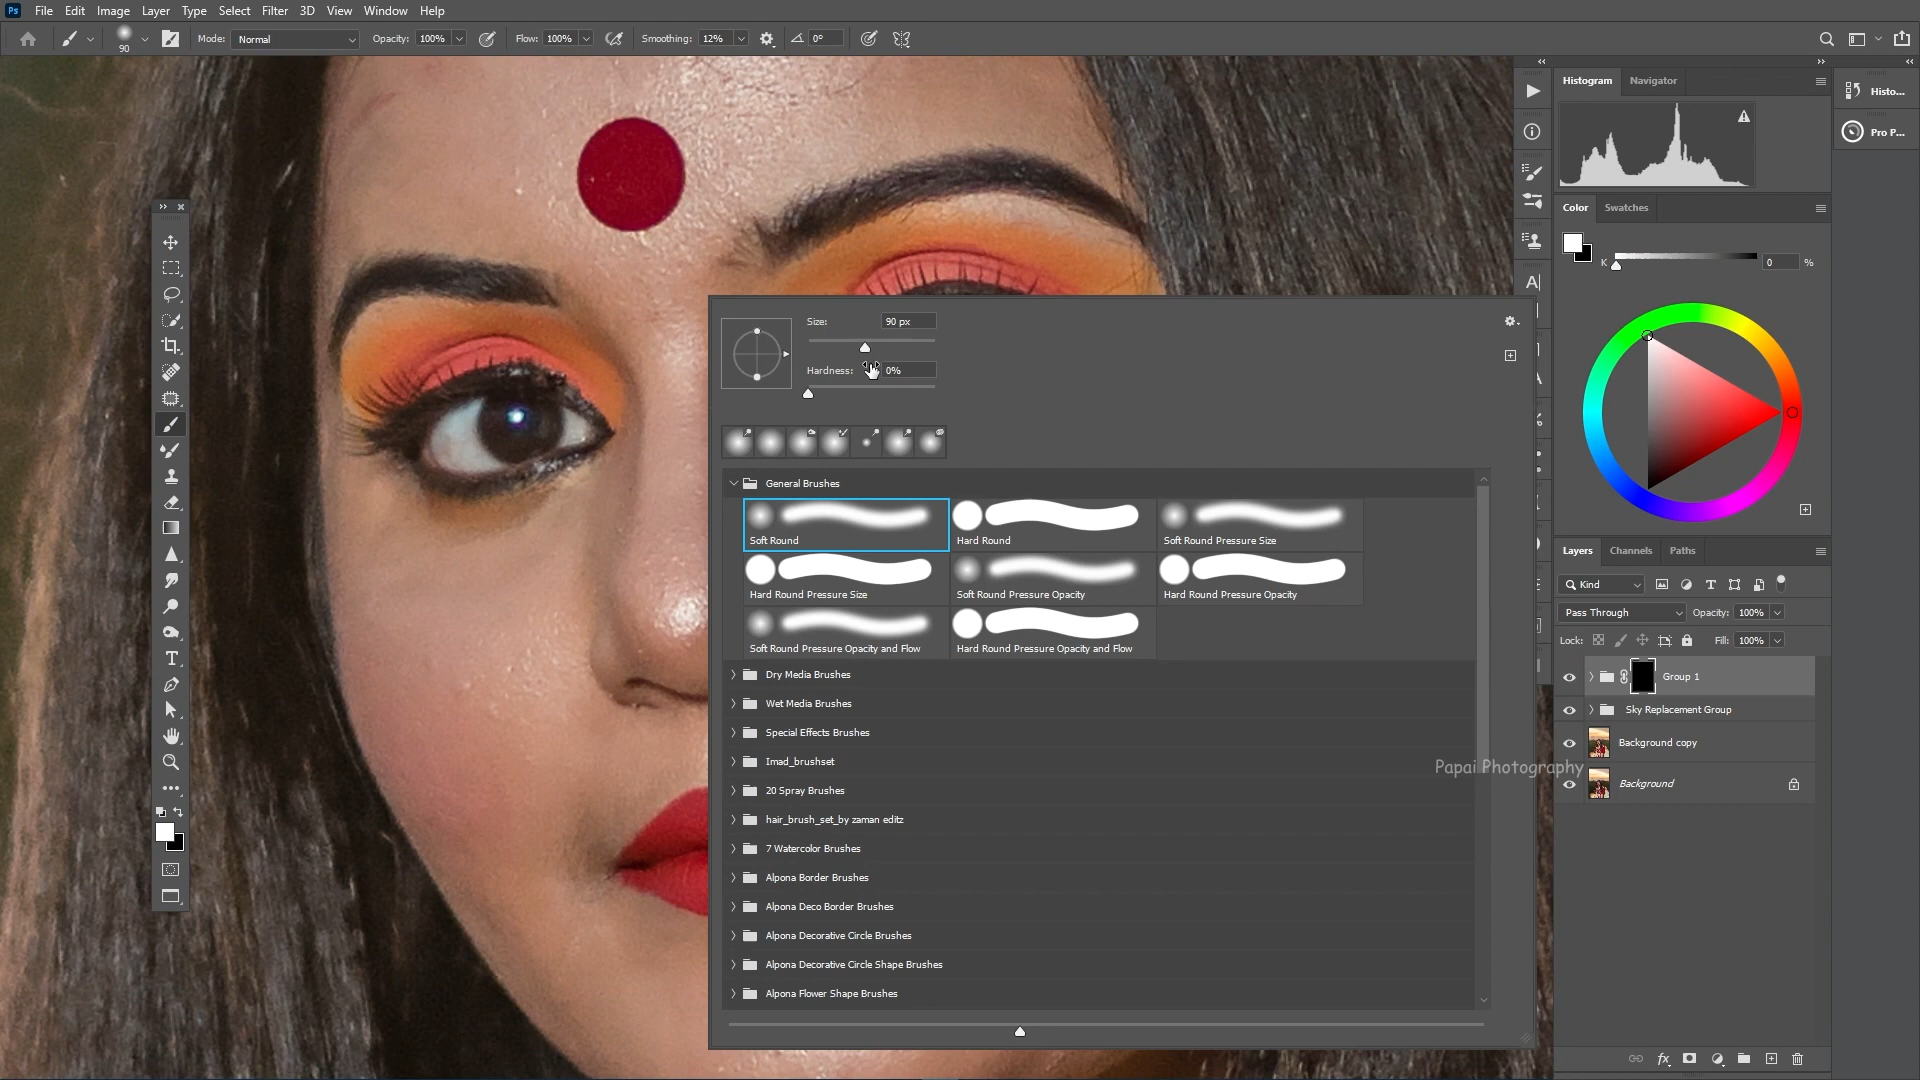 Ps File Edit Image Layer Type Select Filter 3D View Window Help
90 Mode: Normal Opacity: 100% Flow: 100% Smoothing: 12% 0°
Histogram Navigator
Histo...
Pro P...
Color Swatches
K 0 %
Size: 90 px
Hardness: 0%
General Brushes
Soft Round Hard Round Soft Round Pressure Size
Hard Round Pressure Size Soft Round Pressure Opacity Hard Round Pressure Opacity
Soft Round Pressure Opacity and Flow Hard Round Pressure Opacity and Flow
Dry Media Brushes
Wet Media Brushes
Special Effects Brushes
Imad_brushset
20 Spray Brushes
hair_brush_set_by zaman editz
7 Watercolor Brushes
Alpona Border Brushes
Alpona Deco Border Brushes
Alpona Decorative Circle Brushes
Alpona Decorative Circle Shape Brushes
Alpona Flower Shape Brushes
Layers Channels Paths
Kind
Pass Through Opacity: 100%
Lock: Fill: 100%
Group 1
Sky Replacement Group
Background copy
Background
Papai Photography